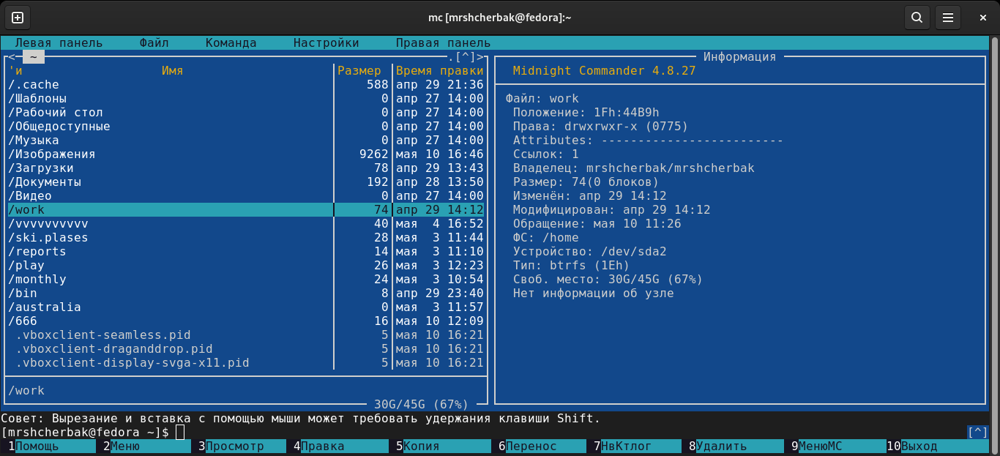 mc [mrshcherbak@fedora]:~
Левая панель Файл Команда Настройки Правая панель
<- ~ .[^]>
'и Имя Размер Время правки
/.cache 588 апр 29 21:36
/Шаблоны 0 апр 27 14:00
/Рабочий стол 0 апр 27 14:00
/Общедоступные 0 апр 27 14:00
/Музыка 0 апр 27 14:00
/Изображения 9262 мая 10 16:46
/Загрузки 78 апр 29 13:43
/Документы 192 апр 28 13:50
/Видео 0 апр 27 14:00
/work 74 апр 29 14:12
/vvvvvvvvvv 40 мая 4 16:52
/ski.plases 28 мая 3 11:44
/reports 14 мая 3 11:10
/play 26 мая 3 12:23
/monthly 24 мая 3 10:54
/bin 8 апр 29 23:40
/australia 0 мая 3 11:57
/666 16 мая 10 12:09
.vboxclient-seamless.pid 5 мая 10 16:21
.vboxclient-draganddrop.pid 5 мая 10 16:21
.vboxclient-display-svga-x11.pid 5 мая 10 16:21
/work
30G/45G (67%)
Информация
Midnight Commander 4.8.27
Файл: work
Положение: 1Fh:44B9h
Права: drwxrwxr-x (0775)
Attributes: -------------------------
Ссылок: 1
Владелец: mrshcherbak/mrshcherbak
Размер: 74(0 блоков)
Изменён: апр 29 14:12
Модифицирован: апр 29 14:12
Обращение: мая 10 11:26
ФС: /home
Устройство: /dev/sda2
Тип: btrfs (1Eh)
Своб. место: 30G/45G (67%)
Нет информации об узле
Совет: Вырезание и вставка с помощью мыши может требовать удержания клавиши Shift.
[mrshcherbak@fedora ~]$ [^]
1Помощь 2Меню 3Просмотр 4Правка 5Копия 6Перенос 7НвКтлог 8Удалить 9МенюMC 10Выход